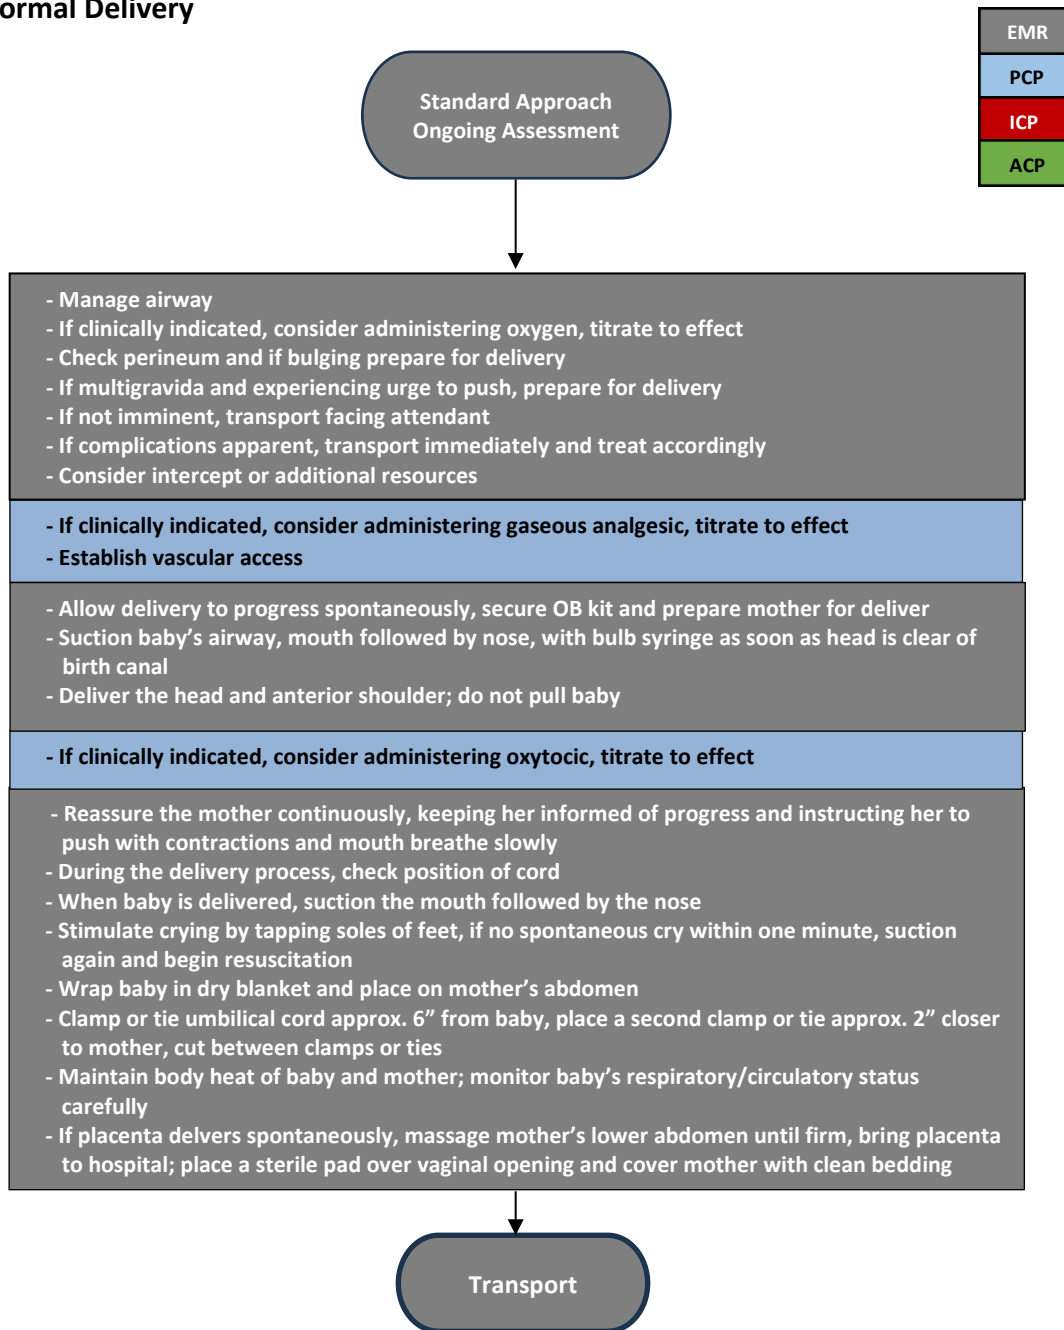 ormal Delivery
EMR
PCP
ICP
ACP
Standard Approach
Ongoing Assessment
- Manage airway
- If clinically indicated, consider administering oxygen, titrate to effect
- Check perineum and if bulging prepare for delivery
- If multigravida and experiencing urge to push, prepare for delivery
- If not imminent, transport facing attendant
- If complications apparent, transport immediately and treat accordingly
- Consider intercept or additional resources
- If clinically indicated, consider administering gaseous analgesic, titrate to effect
- Establish vascular access
- Allow delivery to progress spontaneously, secure OB kit and prepare mother for deliver
- Suction baby’s airway, mouth followed by nose, with bulb syringe as soon as head is clear of
birth canal
- Deliver the head and anterior shoulder; do not pull baby
- If clinically indicated, consider administering oxytocic, titrate to effect
- Reassure the mother continuously, keeping her informed of progress and instructing her to
push with contractions and mouth breathe slowly
- During the delivery process, check position of cord
- When baby is delivered, suction the mouth followed by the nose
- Stimulate crying by tapping soles of feet, if no spontaneous cry within one minute, suction
again and begin resuscitation
- Wrap baby in dry blanket and place on mother’s abdomen
- Clamp or tie umbilical cord approx. 6” from baby, place a second clamp or tie approx. 2” closer
to mother, cut between clamps or ties
- Maintain body heat of baby and mother; monitor baby’s respiratory/circulatory status
carefully
- If placenta delvers spontaneously, massage mother’s lower abdomen until firm, bring placenta
to hospital; place a sterile pad over vaginal opening and cover mother with clean bedding
Transport